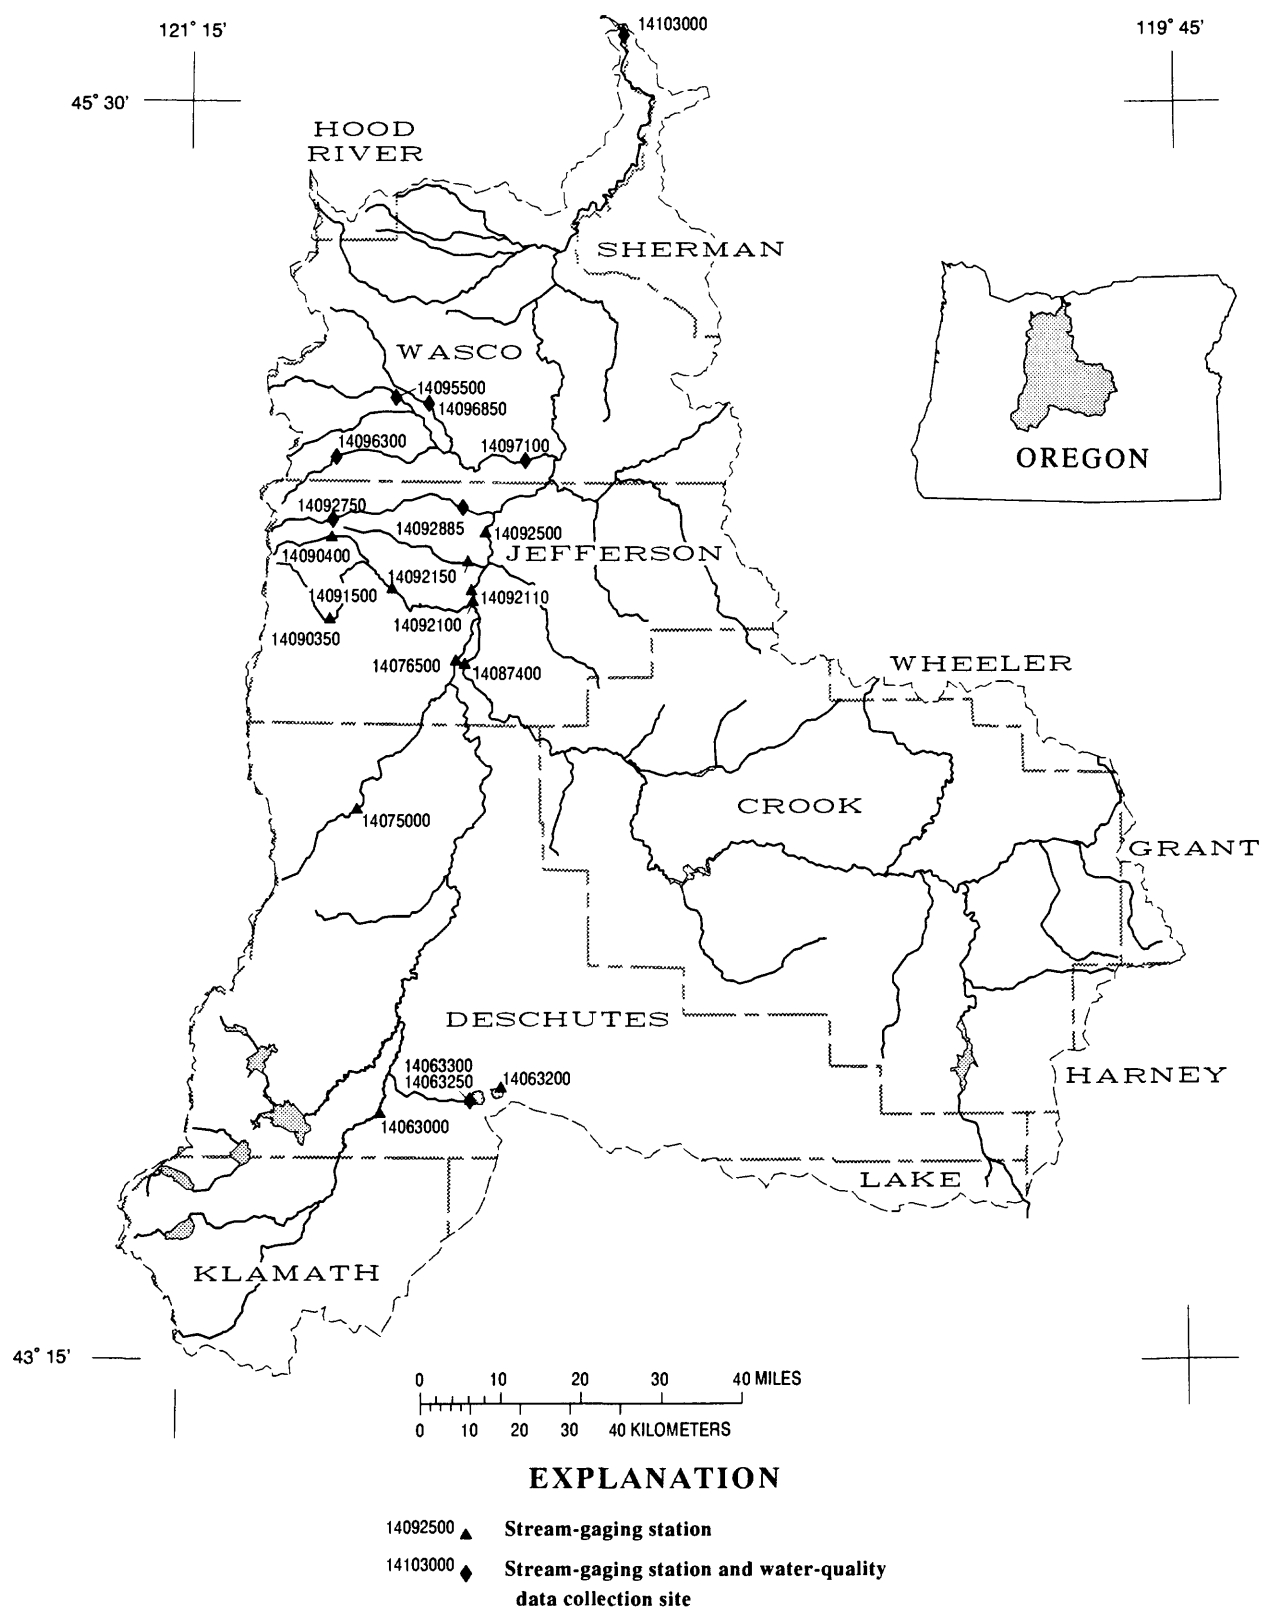 14103000
121° 15'
119° 45'
45° 30'
HOOD
RIVER
SHERMAN
WASCO
14095500
14096850
14096300
14097100
OREGON
14092750
14092885
14092500
JEFFERSON
14090400
14092150
14091500
14092110
14092100
14090350
14076500
14087400
WHEELER
CROOK
14075000
GRANT
DESCHUTES
14063300
14063250
14063200
HARNEY
14063000
LAKE
KLAMATH
43° 15'
0 10 20 30 40 MILES
0 10 20 30 40 KILOMETERS
EXPLANATION
14092500 Stream-gaging station
14103000 Stream-gaging station and water-quality
data collection site